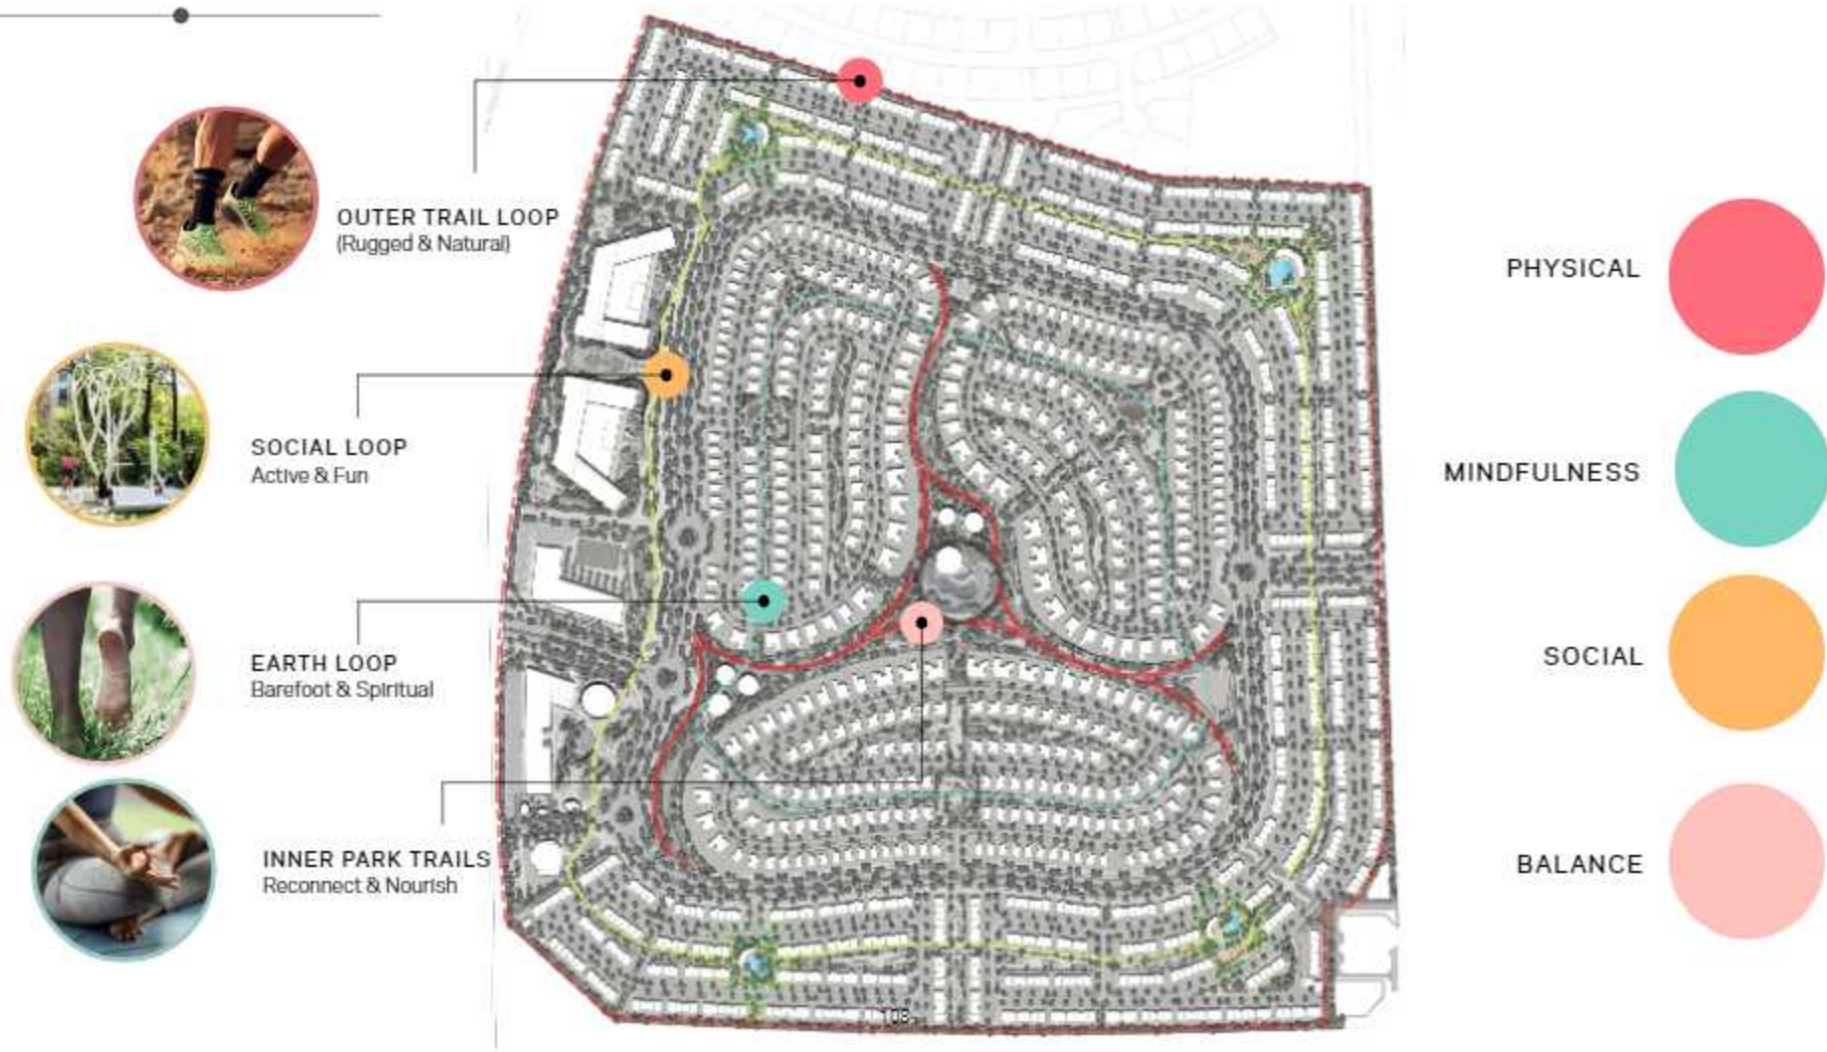 OUTER TRAIL LOOP
(Rugged & Natural)
SOCIAL LOOP
Active & Fun
EARTH LOOP
Barefoot & Spiritual
INNER PARK TRAILS
Reconnect & Nourish
PHYSICAL
MINDFULNESS
SOCIAL
BALANCE